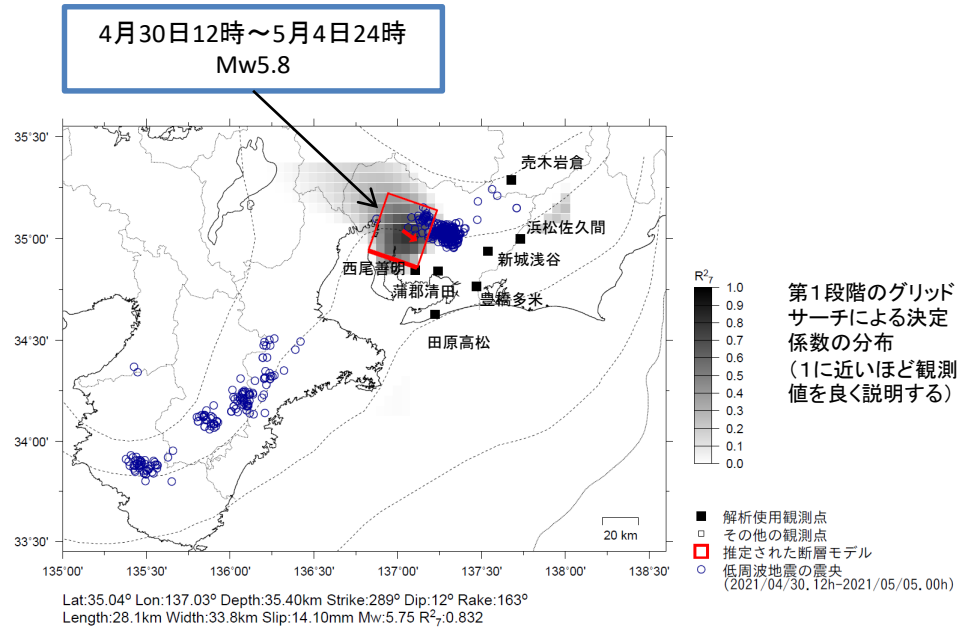 4月30日12時～5月4日24時
Mw5.8
35°30'
35°00'
34°30'
34°00'
33°30'
135°00'
135°30'
136°00'
136°30'
137°00'
137°30'
138°00'
138°30'
売木岩倉
浜松佐久間
新城浅谷
西尾善明
蒲郡清田
豊橋多米
田原高松
20 km
R²₇
1.0
0.9
0.8
0.7
0.6
0.5
0.4
0.3
0.2
0.1
0.0
第１段階のグリッド
サーチによる決定
係数の分布
（１に近いほど観測
値を良く説明する）
解析使用観測点
その他の観測点
推定された断層モデル
低周波地震の震央
(2021/04/30.12h-2021/05/05.00h)
Lat:35.04° Lon:137.03° Depth:35.40km Strike:289° Dip:12° Rake:163°
Length:28.1km Width:33.8km Slip:14.10mm Mw:5.75 R²₇:0.832